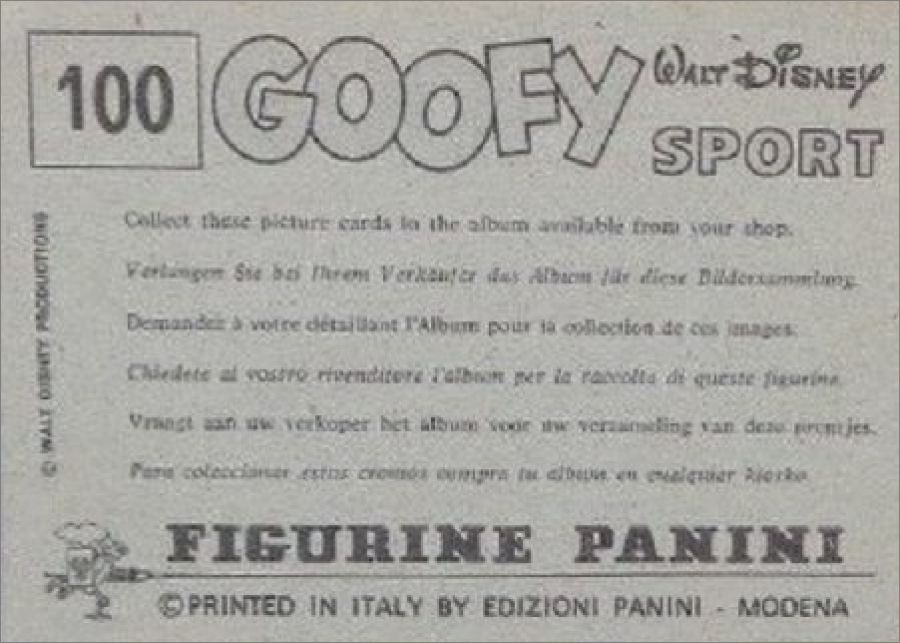 100
GOOFY
WALT DISNEY
SPORT
Collect these picture cards in the album available from your shop.
Verlangen Sie bei Ihrem Verkäufer das Album für diese Bildersammlung.
Demandez à votre détaillant l'Album pour la collection de ces images.
Chiedete al vostro rivenditore l'album per la raccolta di queste figurine.
Vraagt aan uw verkoper het album voor uw verzameling van deze prentjes.
Para coleccionar estos cromos compra tu album en cualquier kiosko.
© WALT DISNEY PRODUCTIONS
FIGURINE PANINI
©PRINTED IN ITALY BY EDIZIONI PANINI - MODENA